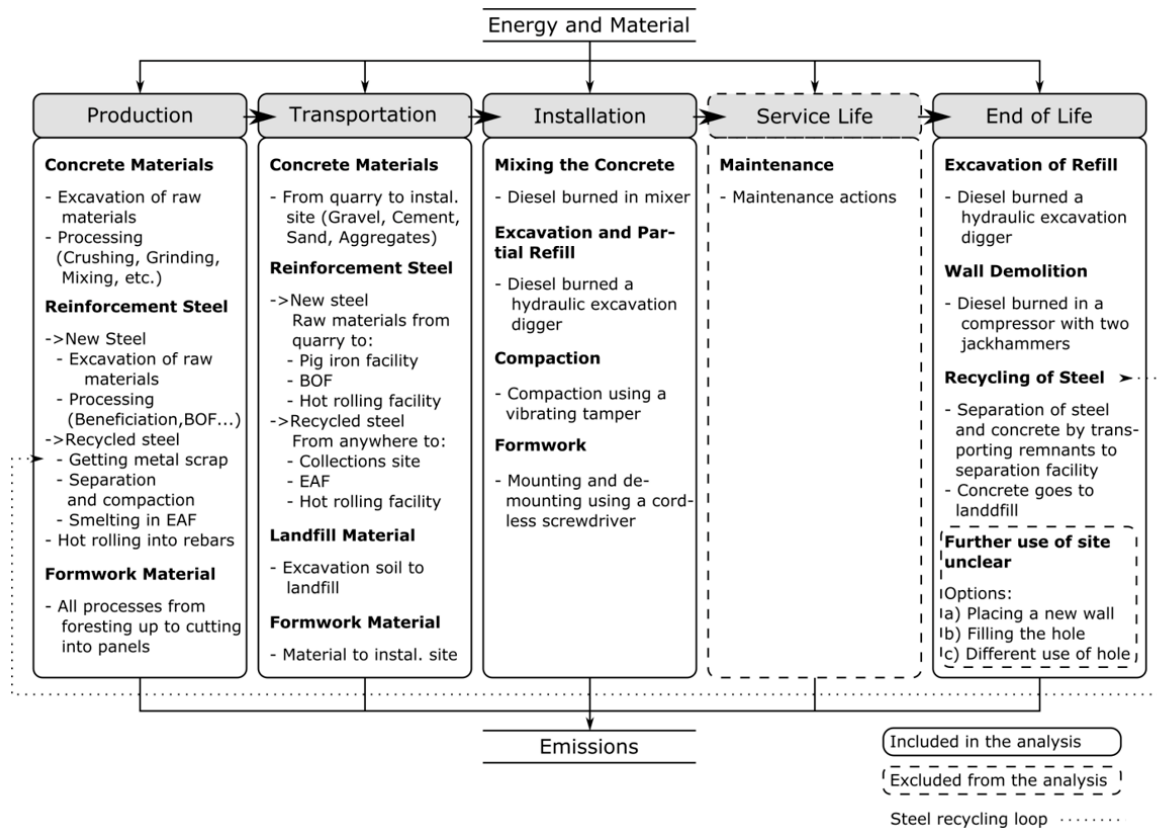 Energy and Material
Production
Concrete Materials
- Excavation of raw
materials
- Processing
(Crushing, Grinding,
Mixing, etc.)
Reinforcement Steel
->New Steel
- Excavation of raw
materials
- Processing
(Beneficiation,BOF...)
->Recycled steel
- Getting metal scrap
- Separation
and compaction
- Smelting in EAF
- Hot rolling into rebars
Formwork Material
- All processes from
foresting up to cutting
into panels
Transportation
Concrete Materials
- From quarry to instal.
site (Gravel, Cement,
Sand, Aggregates)
Reinforcement Steel
->New steel
Raw materials from
quarry to:
- Pig iron facility
- BOF
- Hot rolling facility
->Recycled steel
From anywhere to:
- Collections site
- EAF
- Hot rolling facility
Landfill Material
- Excavation soil to
landfill
Formwork Material
- Material to instal. site
Installation
Mixing the Concrete
- Diesel burned in mixer
Excavation and Par-
tial Refill
- Diesel burned a
hydraulic excavation
digger
Compaction
- Compaction using a
vibrating tamper
Formwork
- Mounting and de-
mounting using a cord-
less screwdriver
Service Life
Maintenance
- Maintenance actions
End of Life
Excavation of Refill
- Diesel burned a
hydraulic excavation
digger
Wall Demolition
- Diesel burned in a
compressor with two
jackhammers
Recycling of Steel
- Separation of steel
and concrete by trans-
porting remnants to
separation facility
- Concrete goes to
landdfill
Further use of site
unclear
Options:
a) Placing a new wall
b) Filling the hole
c) Different use of hole
Emissions
Included in the analysis
Excluded from the analysis
Steel recycling loop